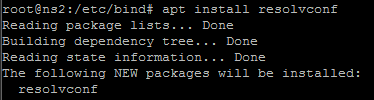 root@ns2:/etc/bind# apt install resolvconf
Reading package lists... Done
Building dependency tree... Done
Reading state information... Done
The following NEW packages will be installed:
  resolvconf